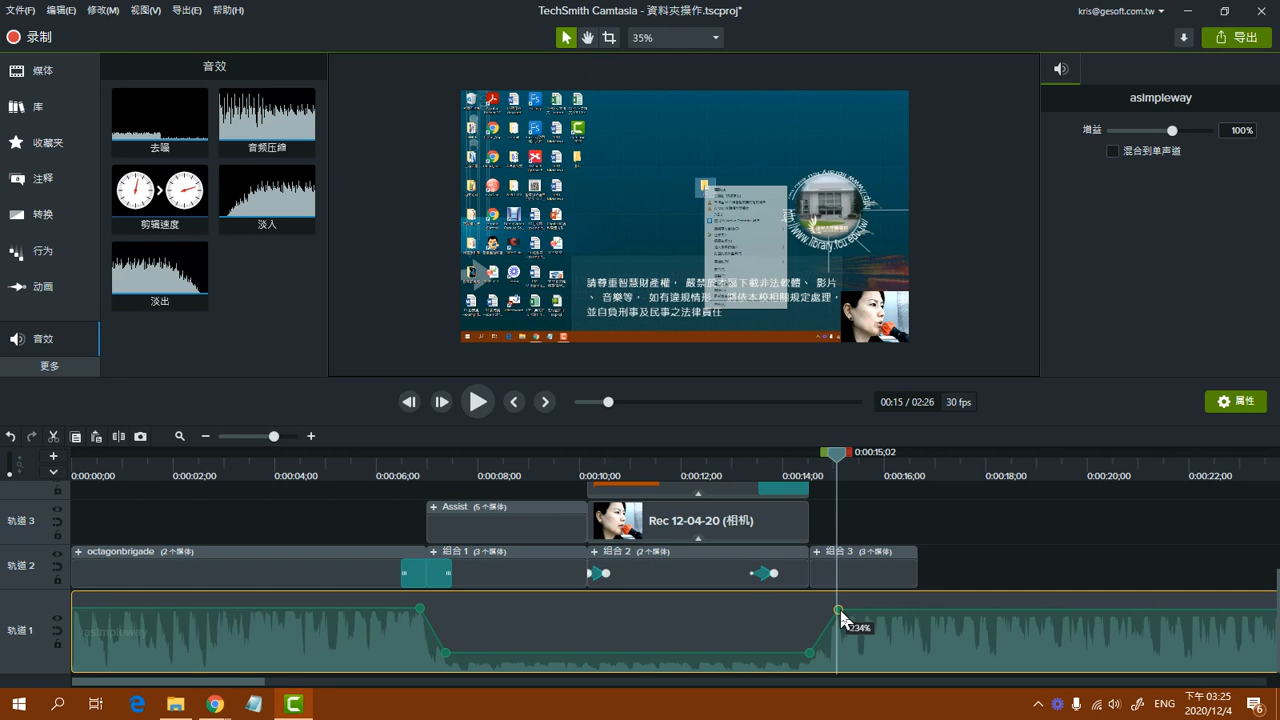 文件(F) 编辑(E) 修改(M) 视图(V) 导出(E) 帮助(H)
TechSmith Camtasia - 資料夾操作.tscproj*
kris@gesoft.com.tw
录制
35%
导出
媒体
库
收藏夹
注释
行为
动画
音效
更多
音效
去噪
音频压缩
剪辑速度
淡入
淡出
http://www.library.fcu.edu.tw/
請尊重智慧財產權，嚴禁
下載非法軟體、影片
、音樂等，如有違規情形
將依本校相關規定處理，
並自負刑事及民事之法律責任
asimpleway
增益
100%
混合到单声道
00:15 / 02:26
30 fps
属性
0:00:15;02
0:00:00;00
0:00:02;00
0:00:04;00
0:00:06;00
0:00:08;00
0:00:10;00
0:00:12;00
0:00:14;00
0:00:16;00
0:00:18;00
0:00:20;00
0:00:22;00
轨道 3
Assist (5 个媒体)
Rec 12-04-20 (相机)
轨道 2
octagonbrigade (2 个媒体)
组合 1 (3 个媒体)
组合 2 (2 个媒体)
组合 3 (3 个媒体)
轨道 1
asimpleway
234%
ENG
下午 03:25
2020/12/4
6